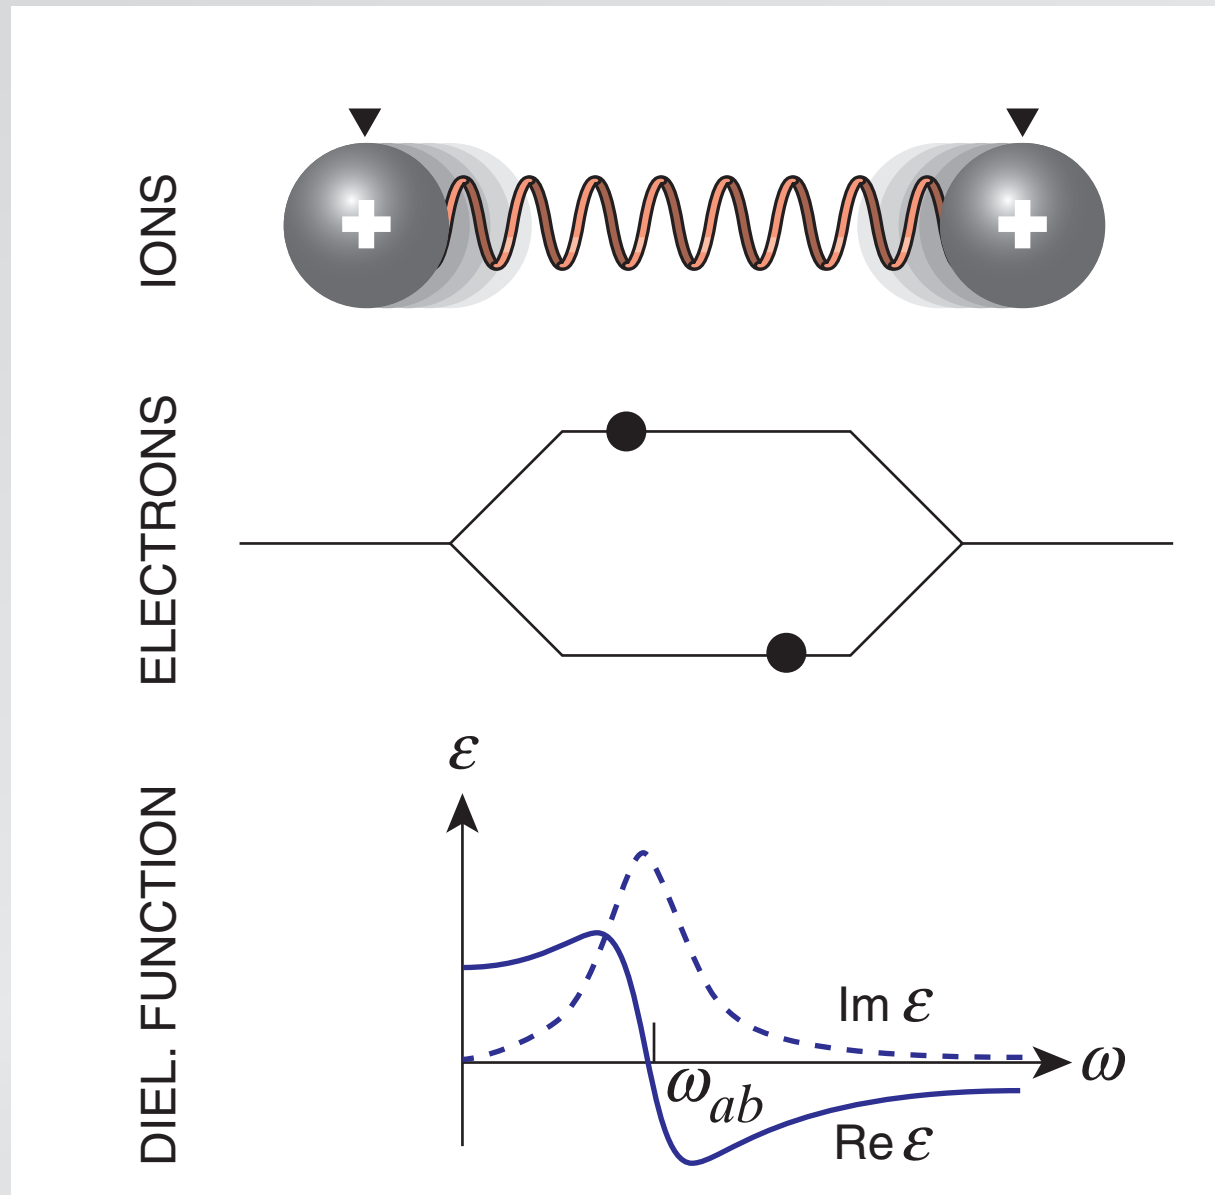 IONS
ELECTRONS
DIEL. FUNCTION
ε
Im ε
ω
ω_ab
Re ε